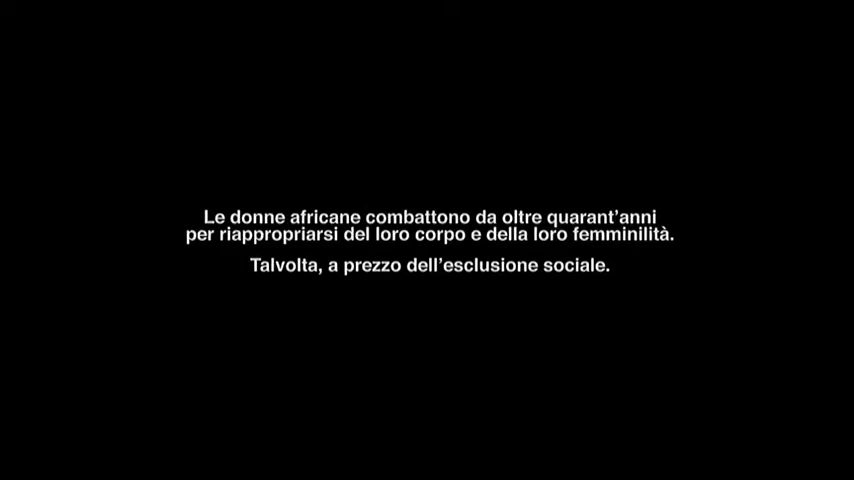 Le donne africane combattono da oltre quarant'anni
per riappropriarsi del loro corpo e della loro femminilità.
Talvolta, a prezzo dell'esclusione sociale.